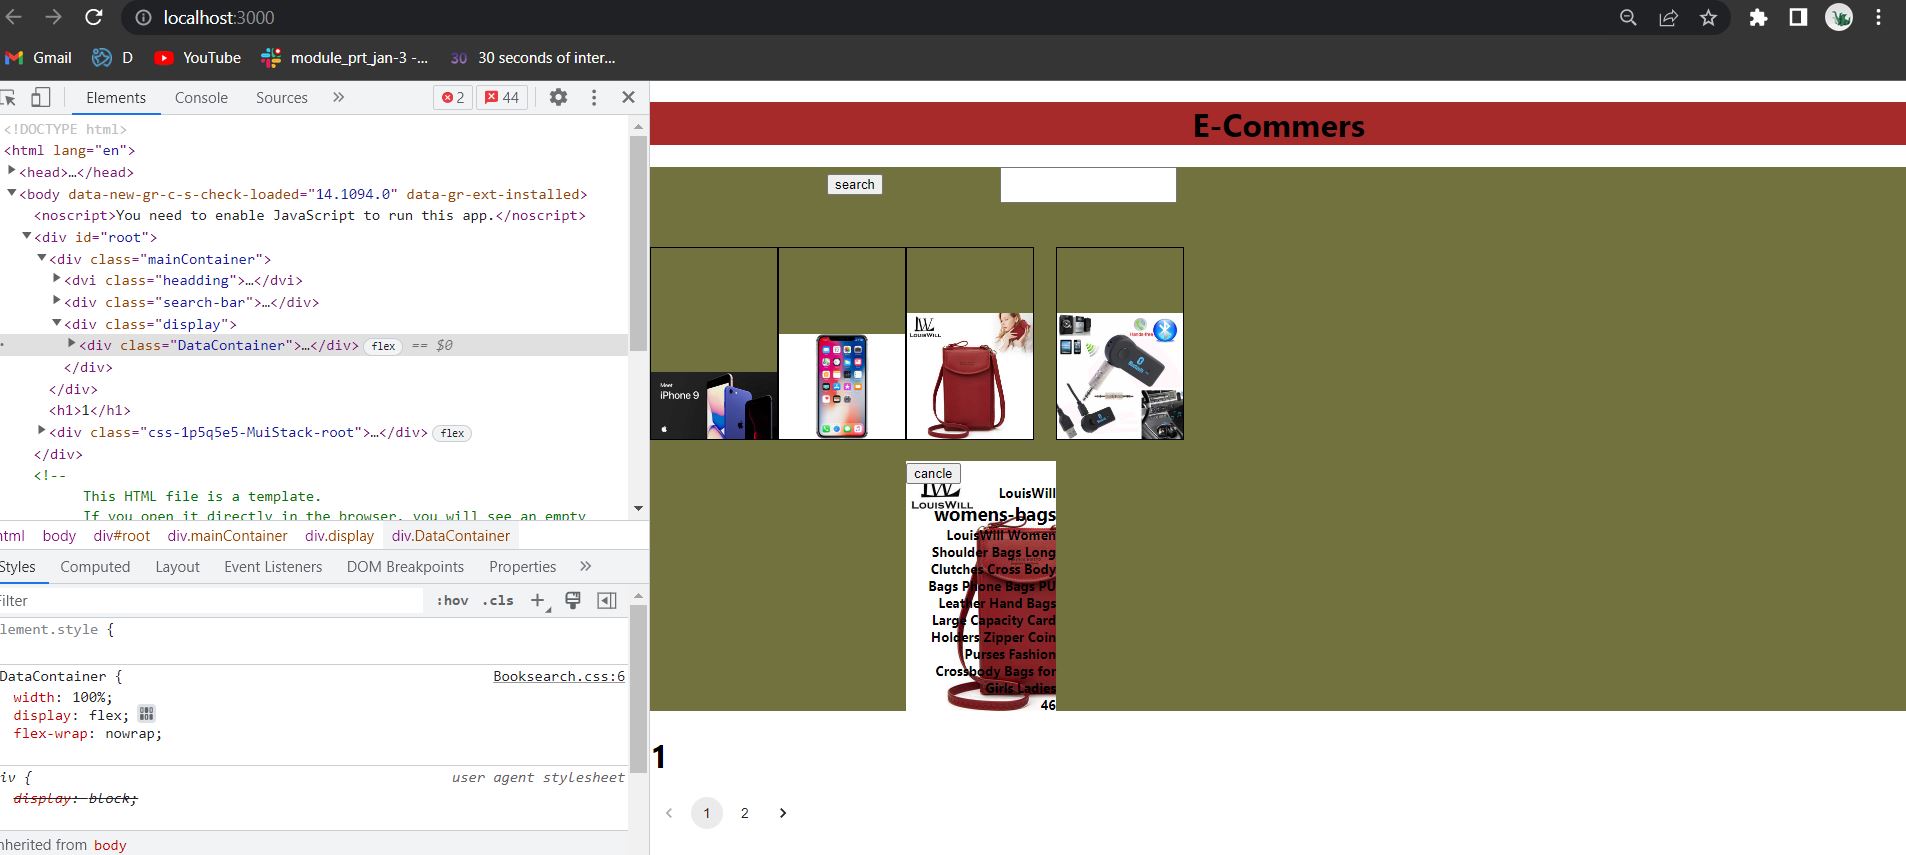 localhost:3000
Gmail D YouTube module_prt_jan-3 -... 30 30 seconds of inter...
Elements Console Sources » 2 44
<!DOCTYPE html>
<html lang="en">
<head>…</head>
<body data-new-gr-c-s-check-loaded="14.1094.0" data-gr-ext-installed>
<noscript>You need to enable JavaScript to run this app.</noscript>
<div id="root">
<div class="mainContainer">
<dvi class="headding">…</dvi>
<div class="search-bar">…</div>
<div class="display">
<div class="DataContainer">…</div> flex == $0
</div>
</div>
<h1>1</h1>
<div class="css-1p5q5e5-MuiStack-root">…</div> flex
</div>
<!--
This HTML file is a template.
If you open it directly in the browser, you will see an empty
html body div#root div.mainContainer div.display div.DataContainer
Styles Computed Layout Event Listeners DOM Breakpoints Properties »
Filter :hov .cls +
element.style {
DataContainer { Booksearch.css:6
width: 100%;
display: flex;
flex-wrap: nowrap;
div { user agent stylesheet
display: block;
Inherited from body
E-Commers
search
Meet
iPhone 9
LOUISWILL
Hands-free
cancle
LOUISWILL
LouisWill
womens-bags
LouisWill Women
Shoulder Bags Long
Clutches Cross Body
Bags Phone Bags PU
Leather Hand Bags
Large Capacity Card
Holders Zipper Coin
Purses Fashion
Crossbody Bags for
Girls Ladies
46
1
‹ 1 2 ›